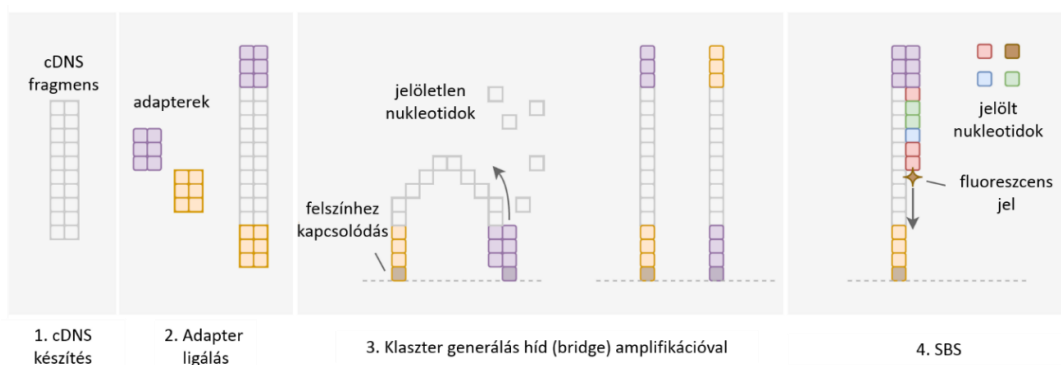 cDNS
fragmens
adapterek
jelöletlen
nukleotidok
felszínhez
kapcsolódás
jelölt
nukleotidok
fluoreszcens
jel
1. cDNS
készítés
2. Adapter
ligálás
3. Klaszter generálás híd (bridge) amplifikációval
4. SBS